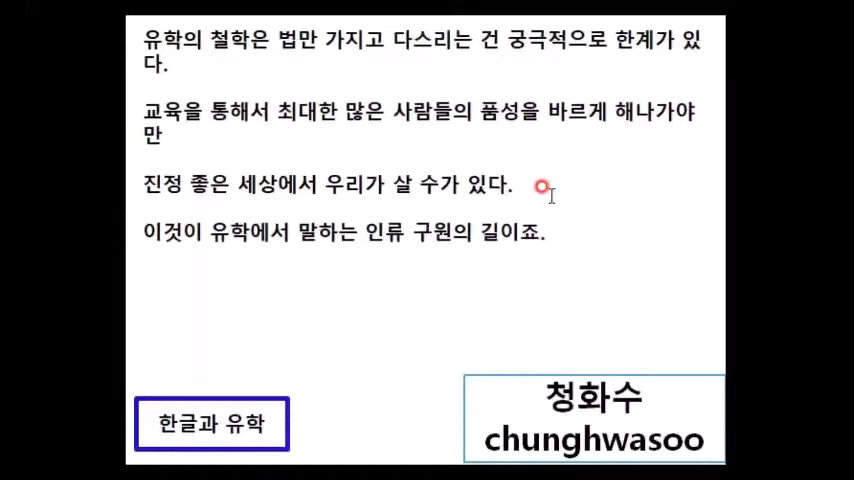 유학의 철학은 법만 가지고 다스리는 건 궁극적으로 한계가 있
다.
교육을 통해서 최대한 많은 사람들의 품성을 바르게 해나가야
만
진정 좋은 세상에서 우리가 살 수가 있다.
이것이 유학에서 말하는 인류 구원의 길이죠.
한글과 유학
청화수
chunghwasoo